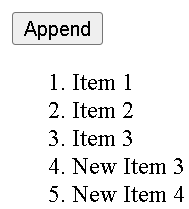 Append
1. Item 1
2. Item 2
3. Item 3
4. New Item 3
5. New Item 4